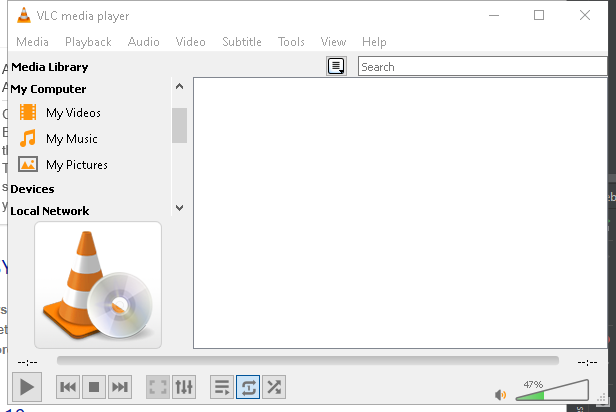 VLC media player
Media Playback Audio Video Subtitle Tools View Help
Media Library
Search
My Computer
My Videos
My Music
My Pictures
Devices
Local Network
--:-- --:--
47%